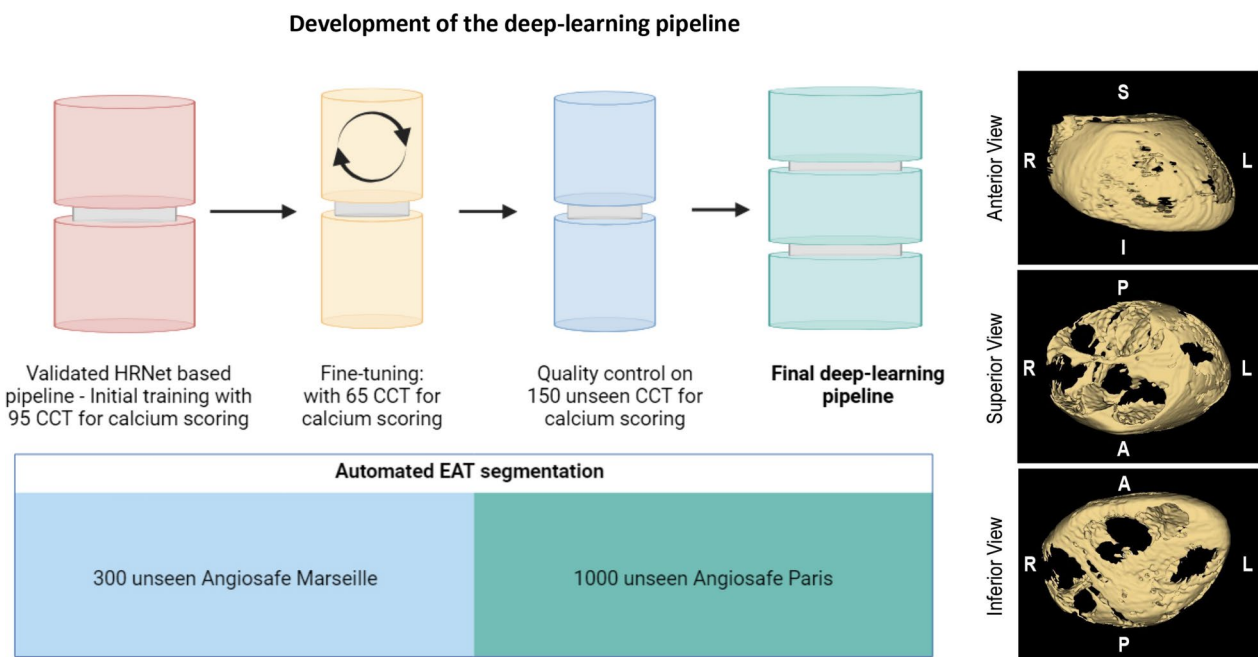 Development of the deep-learning pipeline
Validated HRNet based
pipeline - Initial training with
95 CCT for calcium scoring
Fine-tuning:
with 65 CCT for
calcium scoring
Quality control on
150 unseen CCT for
calcium scoring
Final deep-learning
pipeline
Automated EAT segmentation
300 unseen Angiosafe Marseille
1000 unseen Angiosafe Paris
Anterior View
S
R
L
I
Superior View
P
R
L
A
Inferior View
A
R
L
P